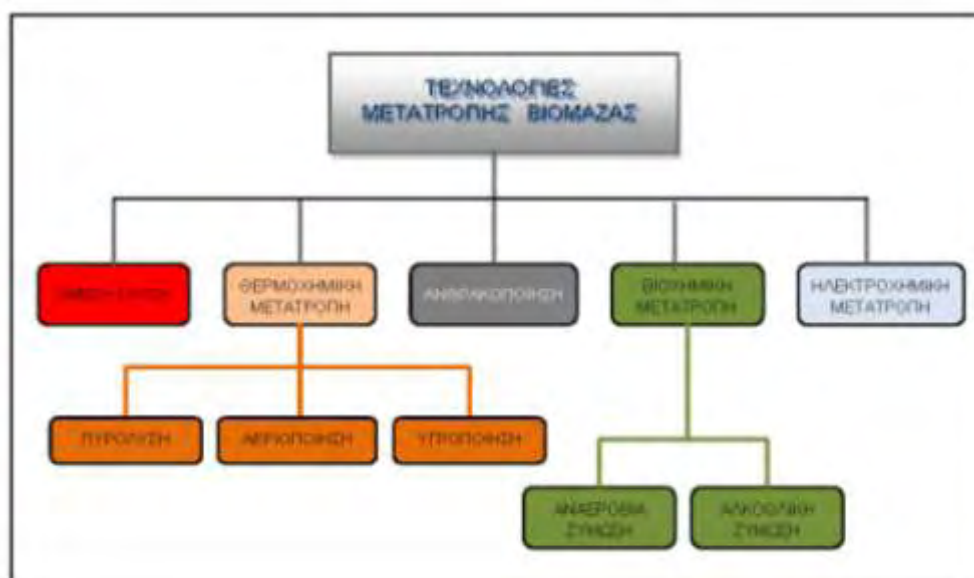 ΤΕΧΝΟΛΟΓΙΕΣ
ΜΕΤΑΤΡΟΠΗΣ ΒΙΟΜΑΖΑΣ
ΘΕΡΜΟΧΗΜΙΚΗ
ΜΕΤΑΤΡΟΠΗ
ΑΝΘΡΑΚΟΠΟΙΗΣΗ
ΒΙΟΧΗΜΙΚΗ
ΜΕΤΑΤΡΟΠΗ
ΗΛΕΚΤΡΟΧΗΜΙΚΗ
ΜΕΤΑΤΡΟΠΗ
ΠΥΡΟΛΥΣΗ
ΑΕΡΙΟΠΟΙΗΣΗ
ΥΓΡΟΠΟΙΗΣΗ
ΑΝΑΕΡΟΒΙΑ
ΖΥΜΩΣΗ
ΑΛΚΟΟΛΙΚΗ
ΖΥΜΩΣΗ